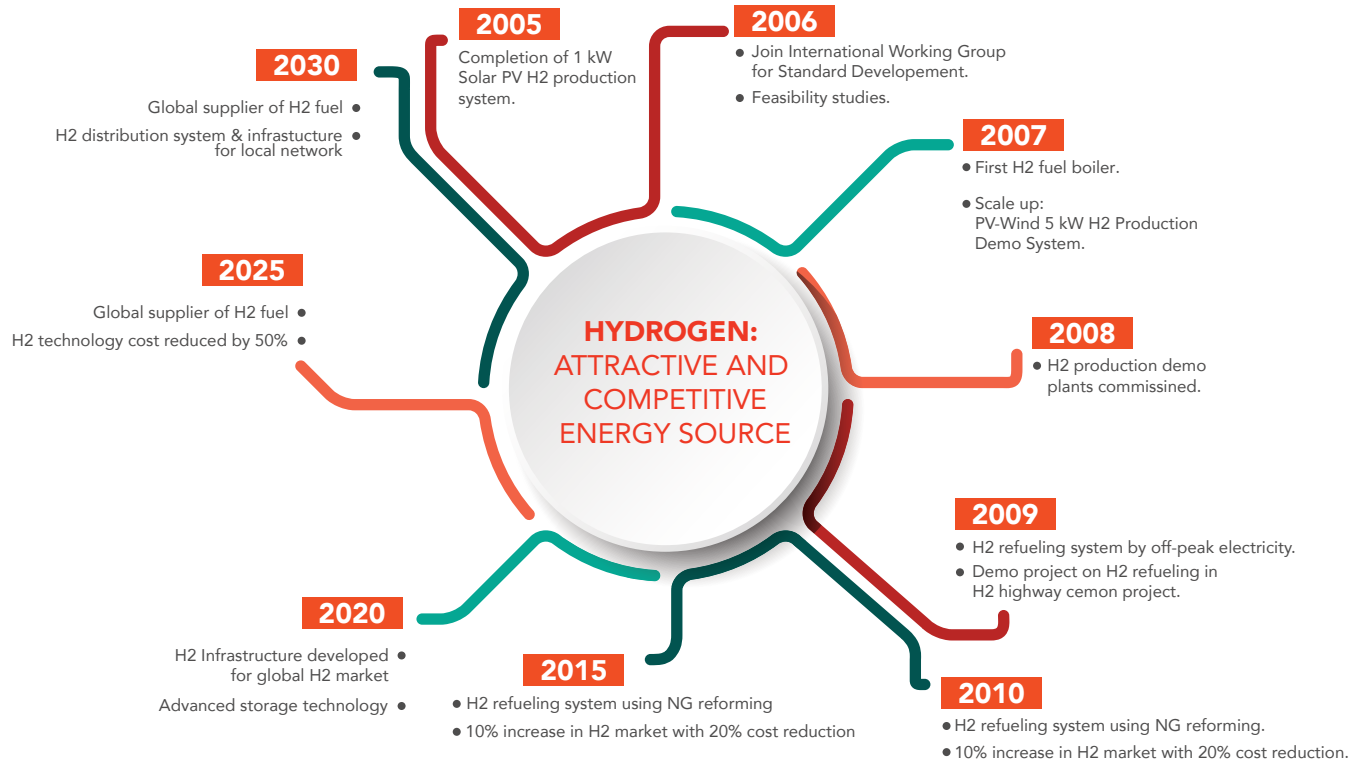 HYDROGEN:
ATTRACTIVE AND
COMPETITIVE
ENERGY SOURCE
2005
Completion of 1 kW
Solar PV H2 production
system.
2006
• Join International Working Group
for Standard Developement.
• Feasibility studies.
2007
• First H2 fuel boiler.
• Scale up:
PV-Wind 5 kW H2 Production
Demo System.
2008
• H2 production demo
plants commissined.
2009
• H2 refueling system by off-peak electricity.
• Demo project on H2 refueling in
H2 highway cemon project.
2010
• H2 refueling system using NG reforming.
• 10% increase in H2 market with 20% cost reduction.
2015
• H2 refueling system using NG reforming
• 10% increase in H2 market with 20% cost reduction
2020
H2 Infrastructure developed •
for global H2 market
Advanced storage technology •
2025
Global supplier of H2 fuel •
H2 technology cost reduced by 50% •
2030
Global supplier of H2 fuel •
H2 distribution system & infrastucture •
for local network